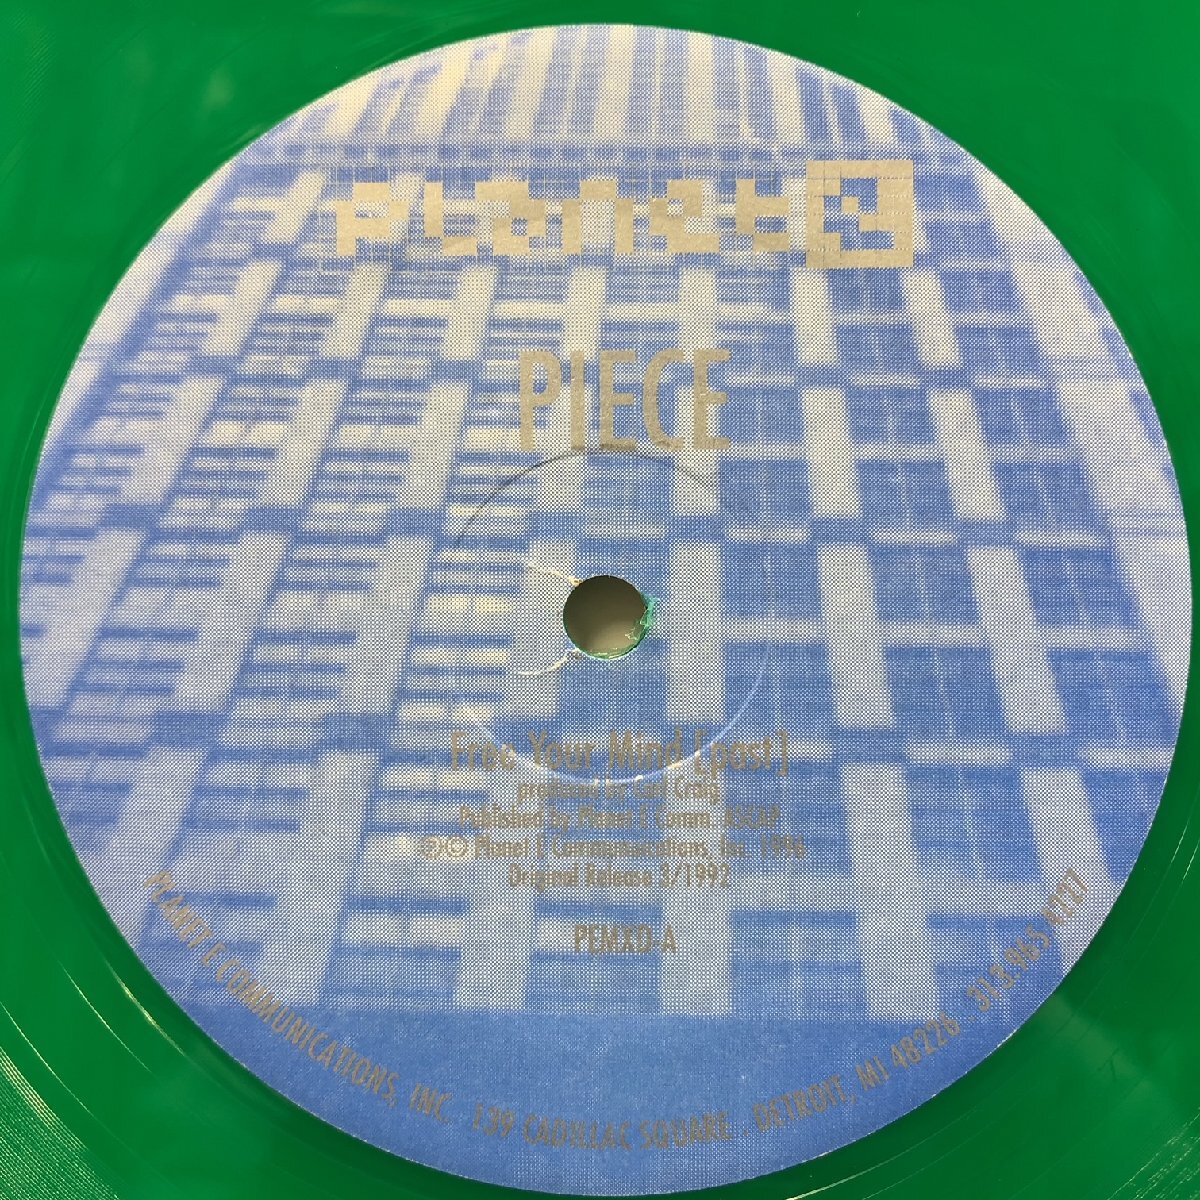 planet e
PIECE
Free Your Mind [past]
produced by Carl Craig
Published by Planet E Comm. ASCAP
℗ © Planet E Communications, Inc. 1996
Original Release 3/1992
PEMXD-A
PLANET E COMMUNICATIONS, INC. 139 CADILLAC SQUARE . DETROIT, MI 48226 . 313.965